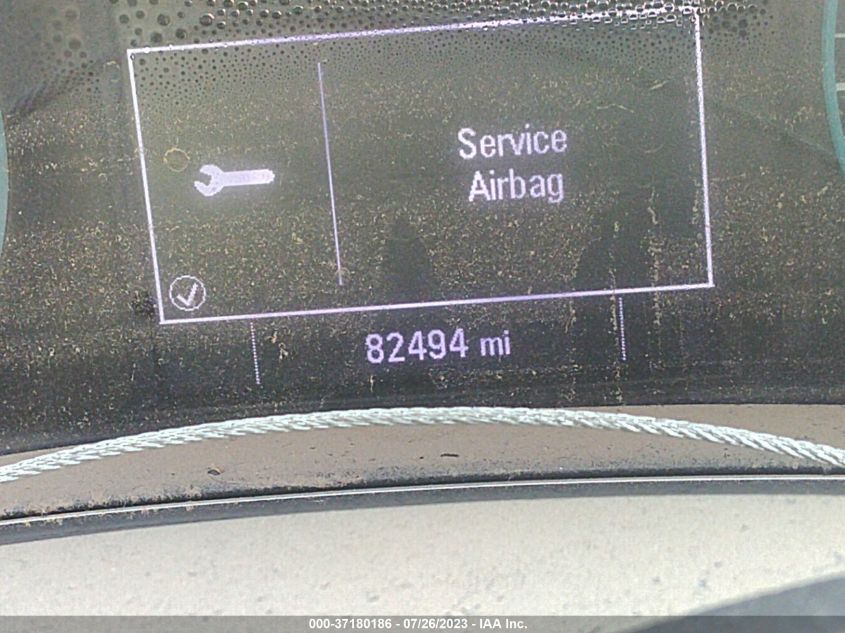 Service
Airbag
82494 mi
000-37180186 - 07/26/2023 - IAA Inc.